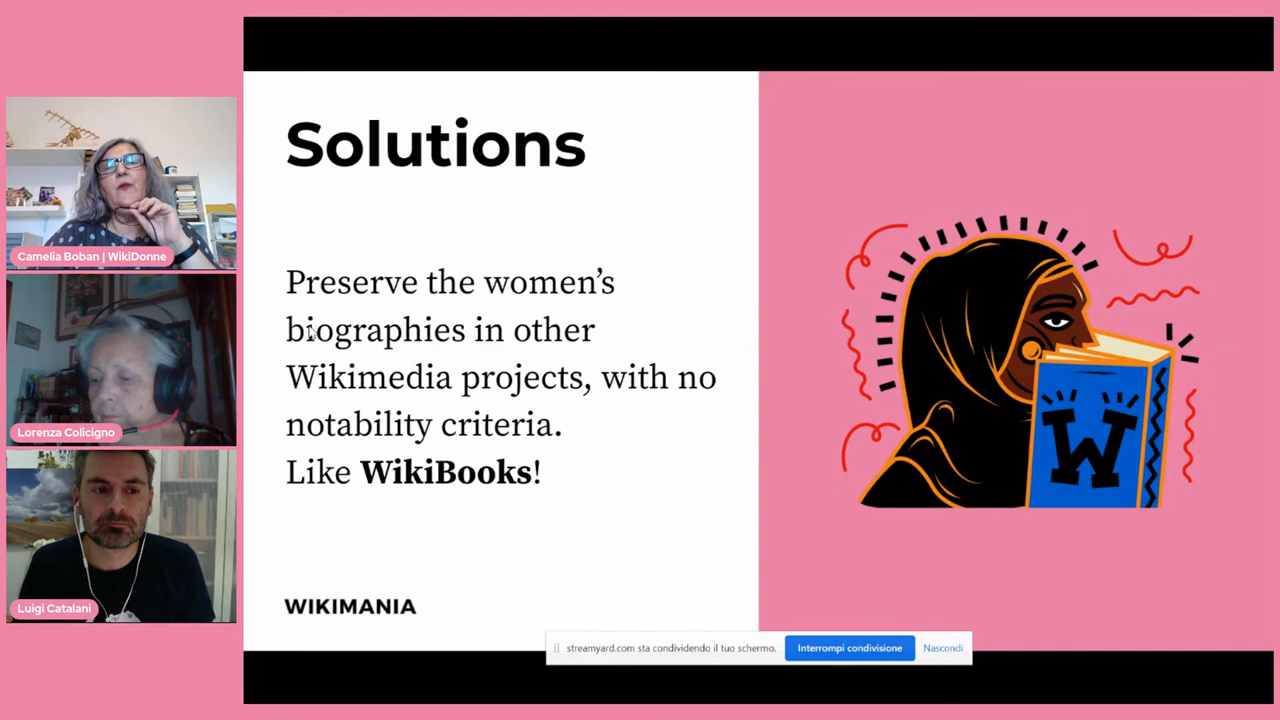 Camelia Boban | WikiDonne
Lorenza Colicigno
Luigi Catalani
Solutions
Preserve the women’s
biographies in other
Wikimedia projects, with no
notability criteria.
Like WikiBooks!
WIKIMANIA
W
streamyard.com sta condividendo il tuo schermo. Interrompi condivisione Nascondi